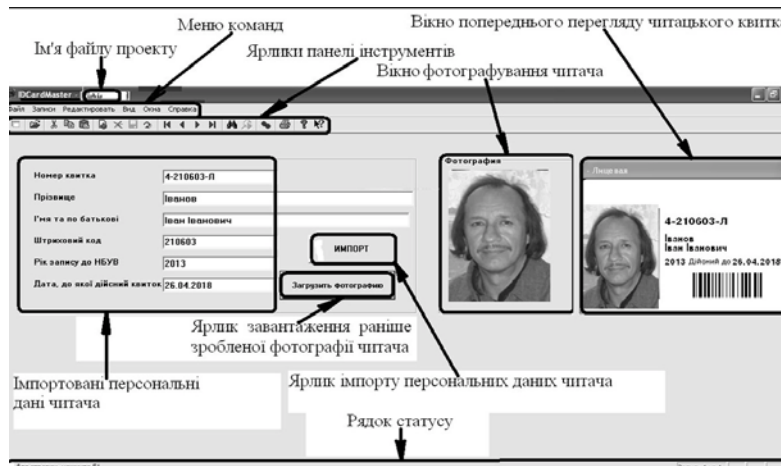 Меню команд
Вікно попереднього перегляду читацького квитка
Ім'я файлу проекту
Ярлики панелі інструментів
Вікно фотографування читача
IDCardMaster - [
Файл Записи Редактировать Вид Окна Справка
Фотография
Лицевая
Номер квитка 4-210603-Л
Прізвище Іванов
І'мя та по батькові Іван Іванович
Штриховий код 210603
Рік запису до НБУВ 2013
Дата, до якої дійсний квиток 26.04.2018
ИМПОРТ
Загрузить фотографию
4-210603-Л
Іванов
Іван Іванович
2013 Дійсний до 26.04.2018
Ярлик завантаження раніше
зробленої фотографії читача
Імпортовані персональні
дані читача
Ярлик імпорту персональних даних читача
Рядок статусу